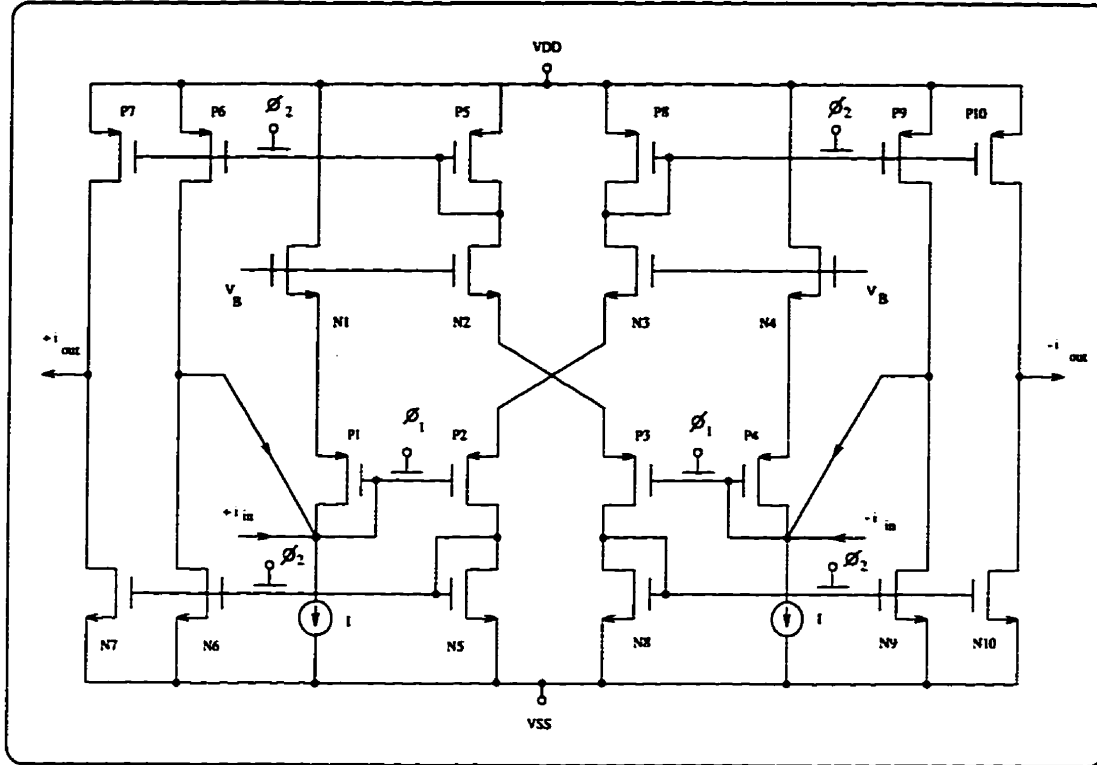 VDD
P7 P6 ø2 P5 P8 ø2 P9 P10
VB N1 N2 N3 N4 VB
+i out -i out
P1 ø1 P2 P3 ø1 P4
+i in -i in
ø2 ø2
N7 N6 I N5 N8 I N9 N10
VSS